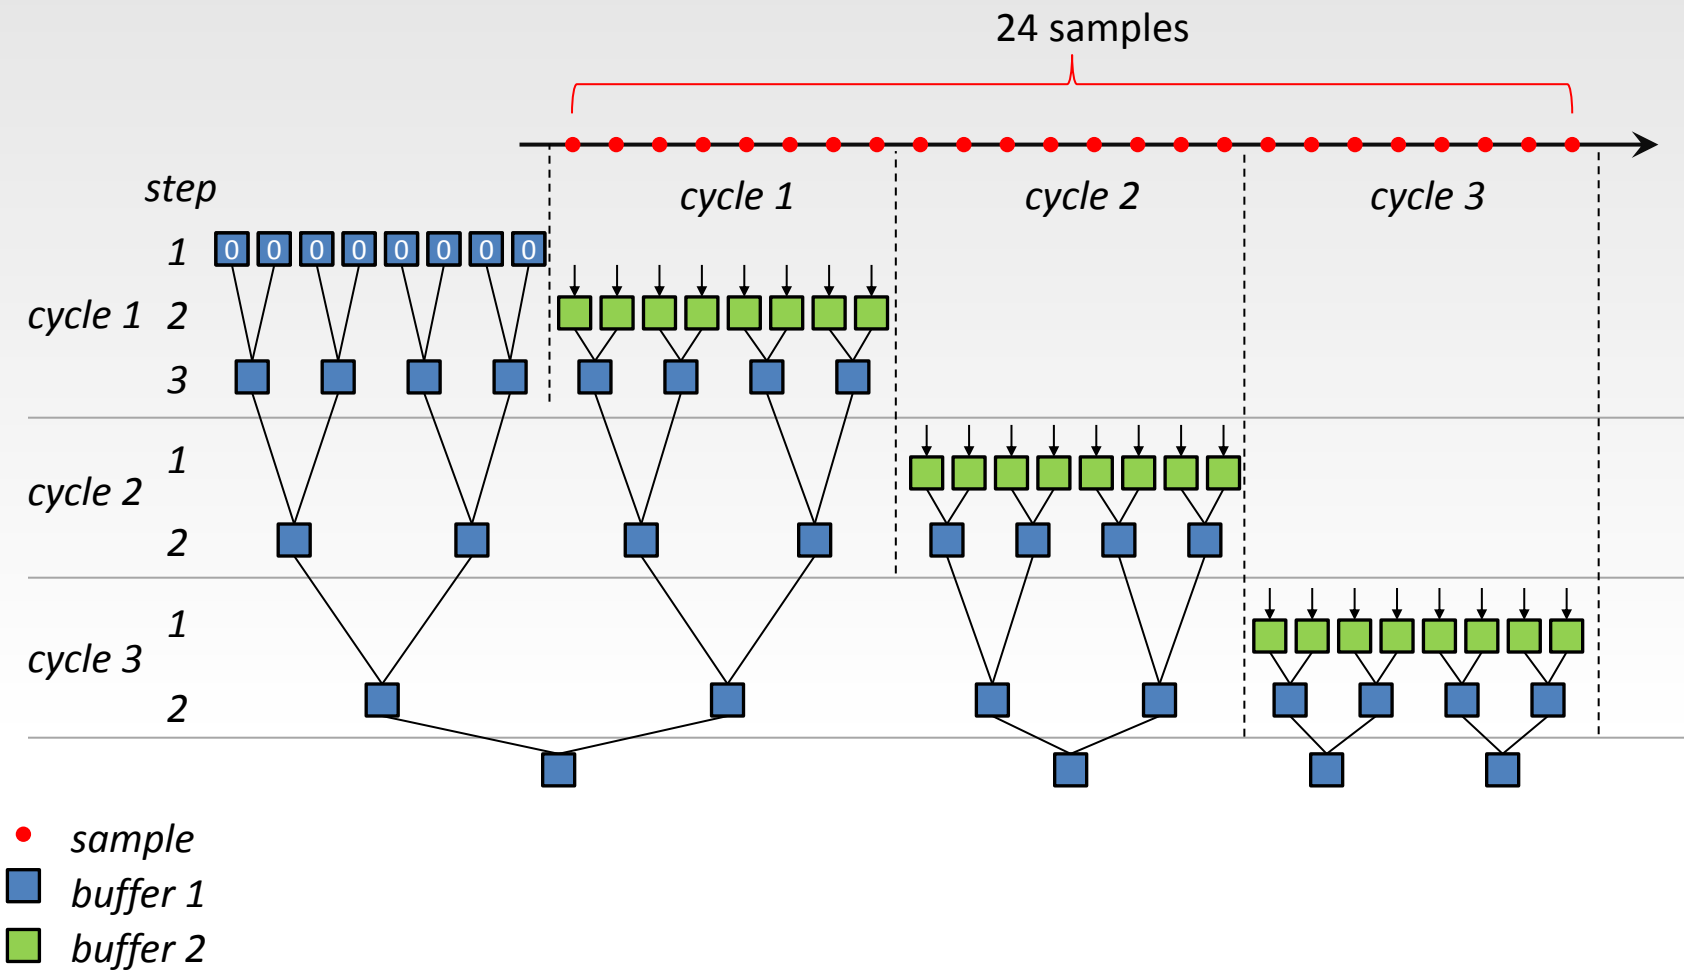 24 samples
step
cycle 1
cycle 2
cycle 3
1
0 0 0 0 0 0 0 0
cycle 1
2
3
1
cycle 2
2
1
cycle 3
2
sample
buffer 1
buffer 2